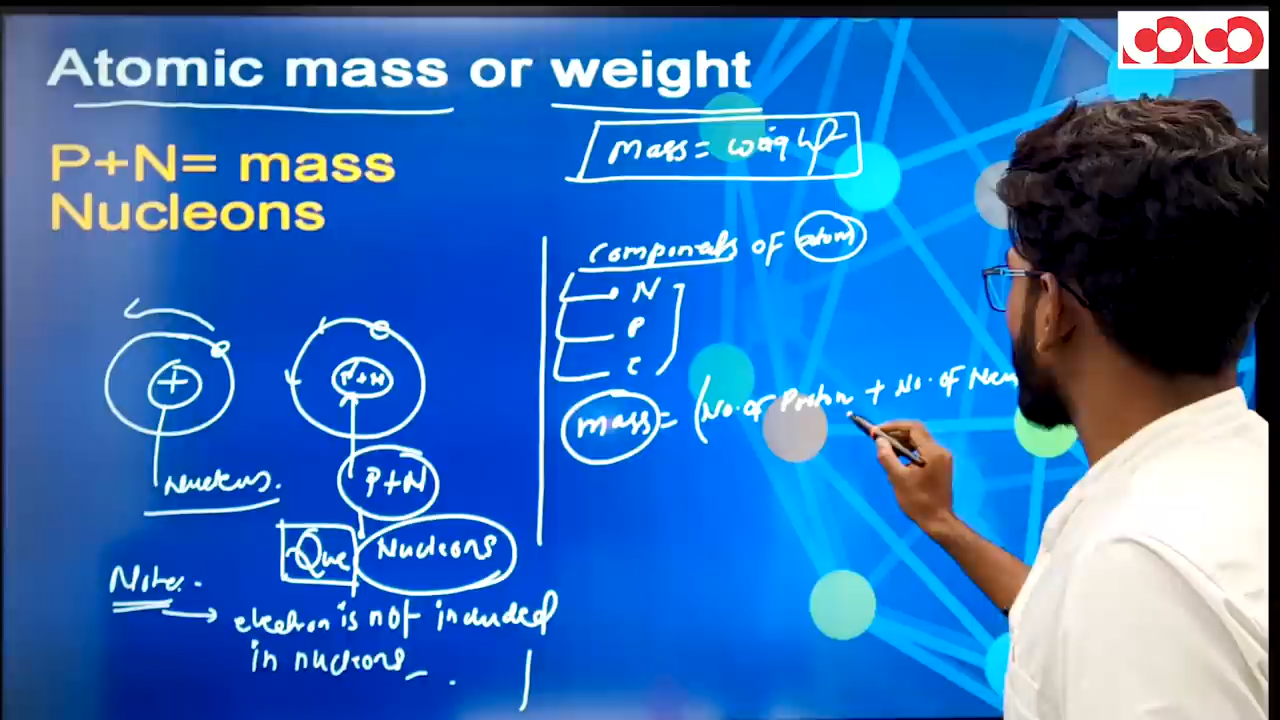 Atomic mass or weight
P+N= mass
Nucleons
Mass = weight
components of atom
N
P
E
mass = (No. of Proton + No. of Neu
+
P+N
Nucleus.
P+N
Que
Nucleons
Note.
electron is not included
in nucleons